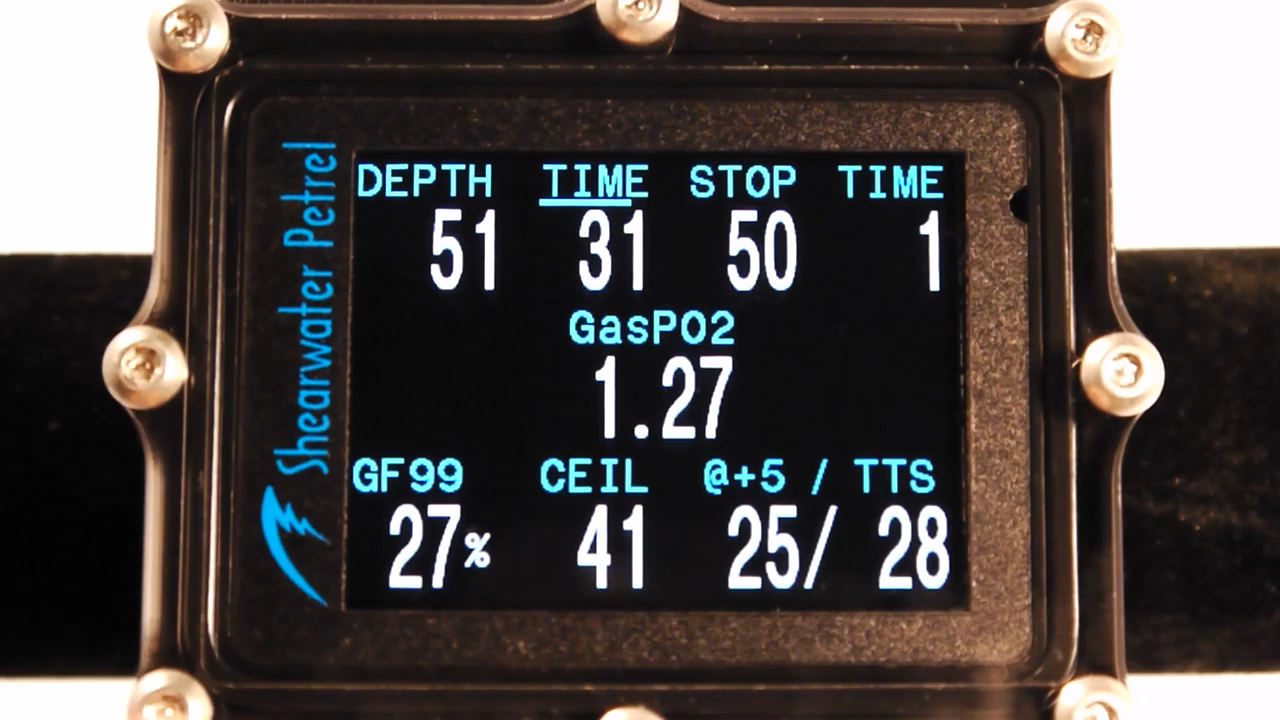 Shearwater Petrel
DEPTH TIME STOP TIME
51 31 50 1
GasPO2
1.27
GF99 CEIL @+5 / TTS
27% 41 25/ 28